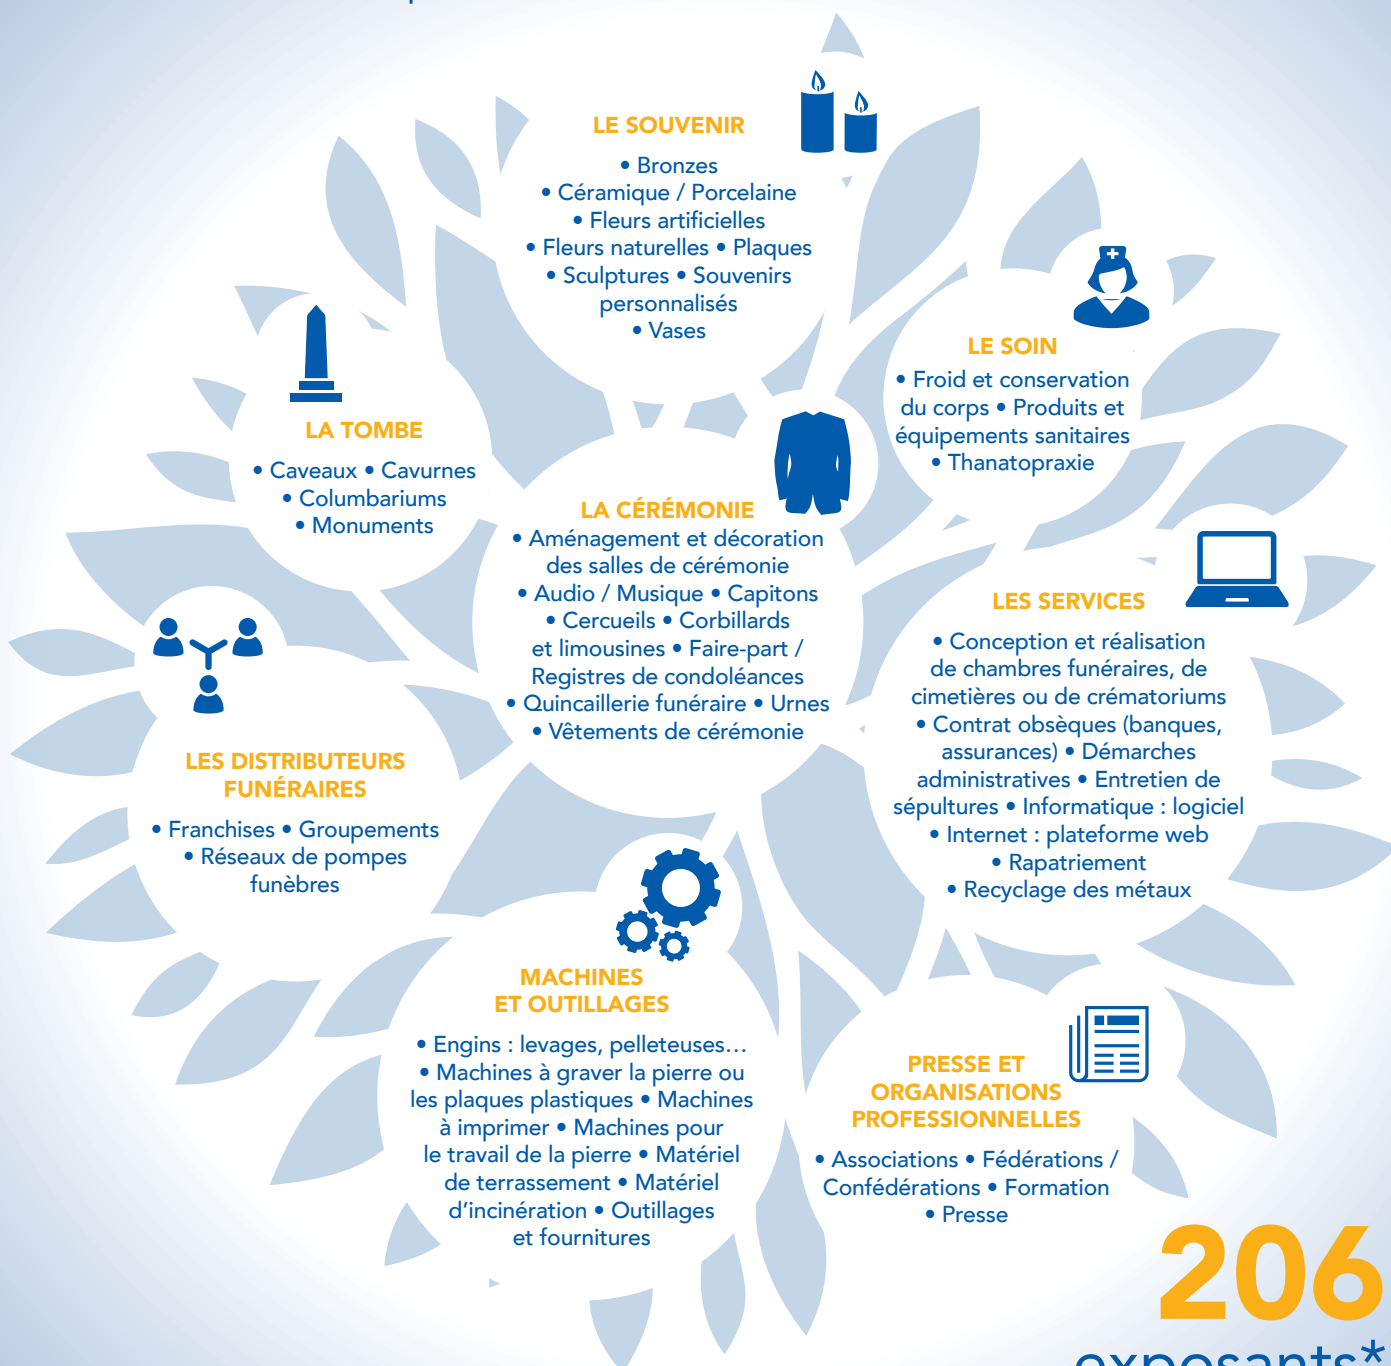 LE SOUVENIR
• Bronzes
• Céramique / Porcelaine
• Fleurs artificielles
• Fleurs naturelles • Plaques
• Sculptures • Souvenirs
personnalisés
• Vases
LE SOIN
• Froid et conservation
du corps • Produits et
équipements sanitaires
• Thanatopraxie
LA TOMBE
• Caveaux • Cavurnes
• Columbariums
• Monuments
LA CÉRÉMONIE
• Aménagement et décoration
des salles de cérémonie
• Audio / Musique • Capitons
• Cercueils • Corbillards
et limousines • Faire-part /
Registres de condoléances
• Quincaillerie funéraire • Urnes
• Vêtements de cérémonie
LES SERVICES
• Conception et réalisation
de chambres funéraires, de
cimetières ou de crématoriums
• Contrat obsèques (banques,
assurances) • Démarches
administratives • Entretien de
sépultures • Informatique : logiciel
• Internet : plateforme web
• Rapatriement
• Recyclage des métaux
LES DISTRIBUTEURS
FUNÉRAIRES
• Franchises • Groupements
• Réseaux de pompes
funèbres
MACHINES
ET OUTILLAGES
• Engins : levages, pelleteuses…
• Machines à graver la pierre ou
les plaques plastiques • Machines
à imprimer • Machines pour
le travail de la pierre • Matériel
de terrassement • Matériel
d’incinération • Outillages
et fournitures
PRESSE ET
ORGANISATIONS
PROFESSIONNELLES
• Associations • Fédérations /
Confédérations • Formation
• Presse
206
exposants*